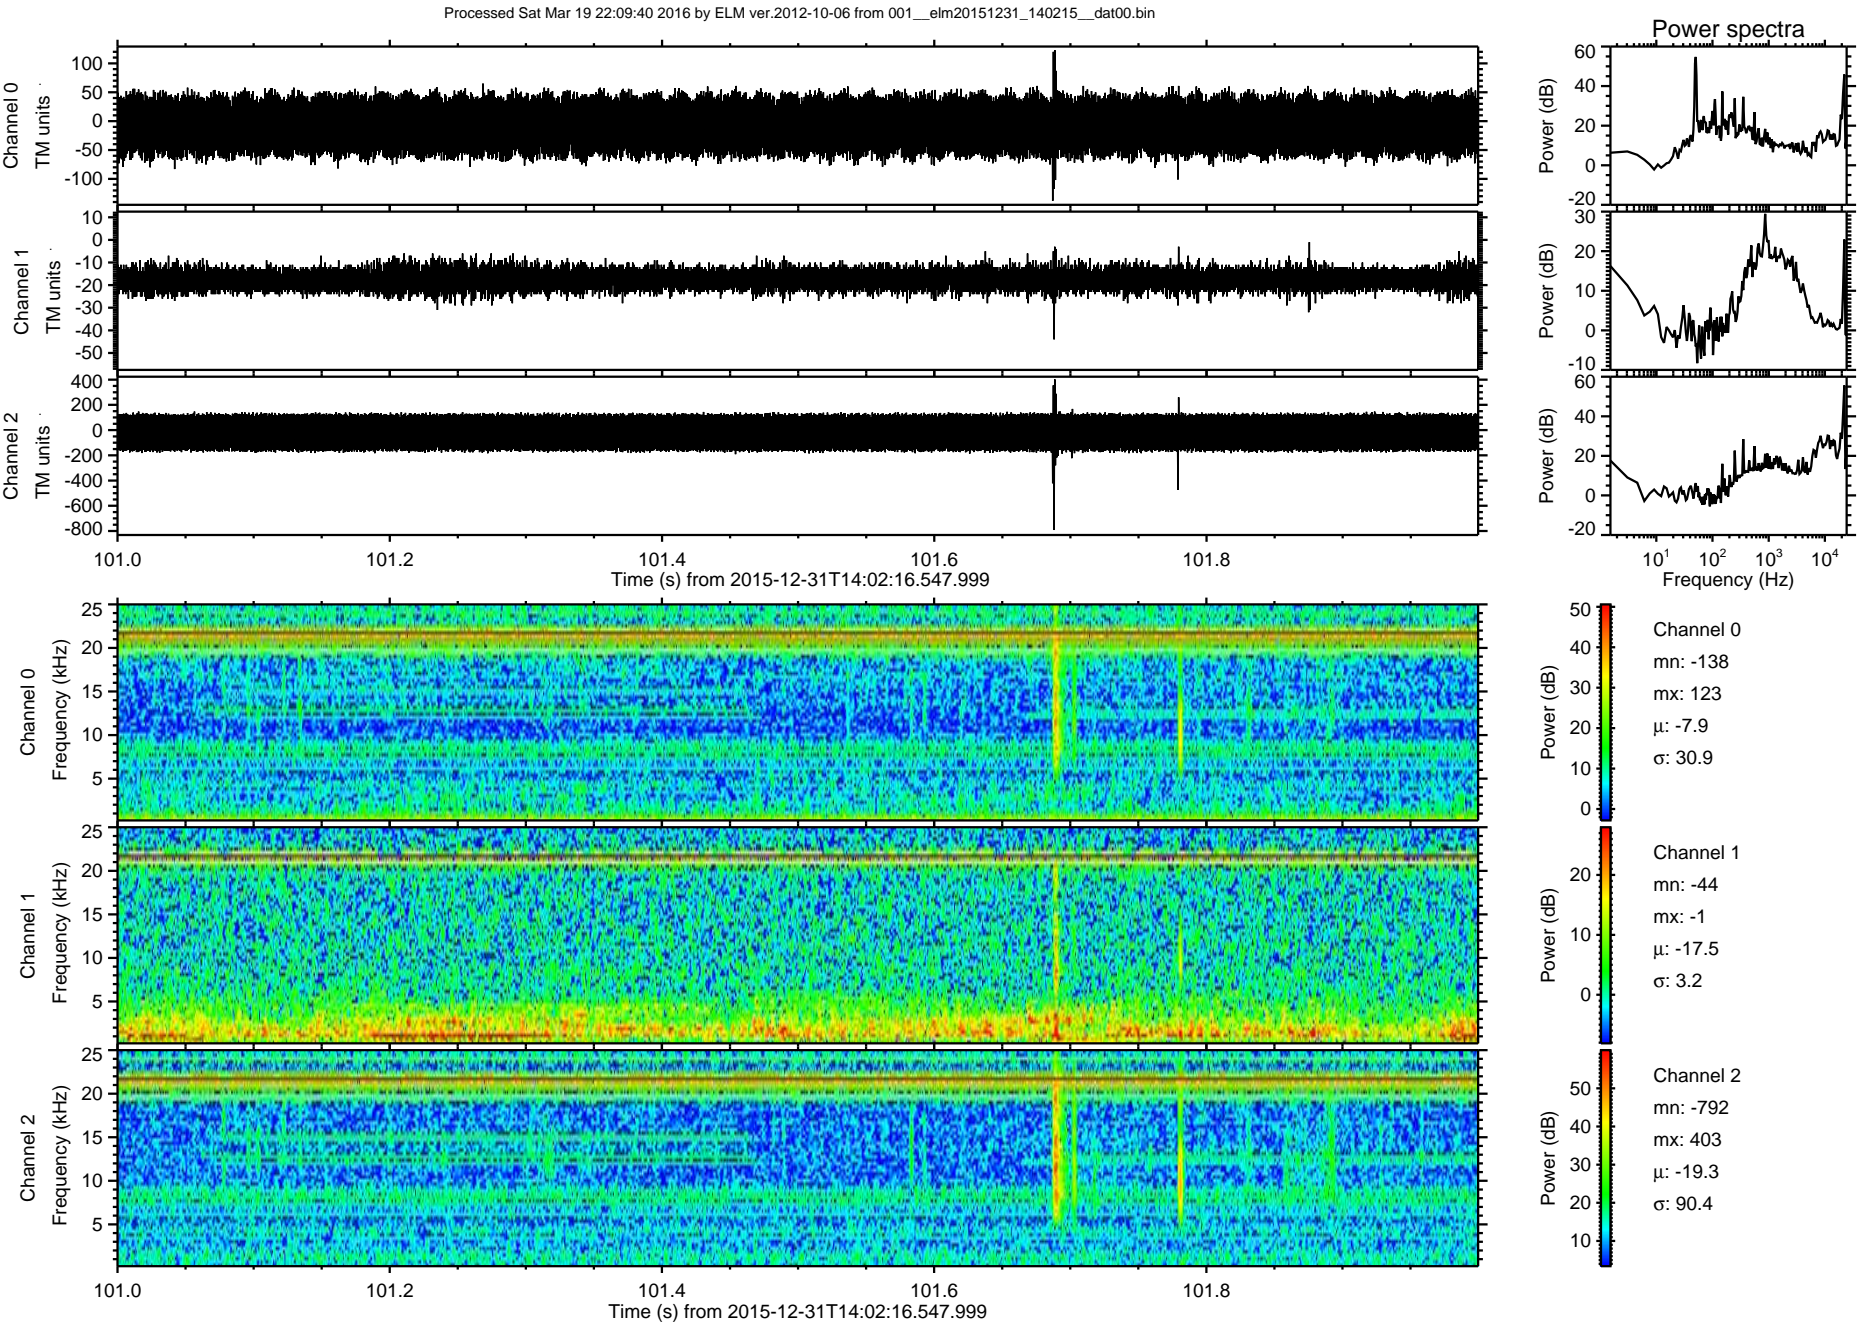 Processed Sat Mar 19 22:09:40 2016 by ELM ver.2012-10-06 from 001__elm20151231_140215__dat00.bin
Power spectra
Channel 0
TM units
100
50
0
-50
-100
Power (dB)
60
40
20
0
-20
Channel 1
TM units
10
0
-10
-20
-30
-40
-50
Power (dB)
30
20
10
0
-10
Channel 2
TM units
400
200
0
-200
-400
-600
-800
Power (dB)
60
40
20
0
-20
101.0 101.2 101.4 101.6 101.8
Time (s) from 2015-12-31T14:02:16.547.999
10^1 10^2 10^3 10^4
Frequency (Hz)
Channel 0
Frequency (kHz)
25
20
15
10
5
Power (dB)
50
40
30
20
10
0
Channel 0
mn: -138
mx: 123
μ: -7.9
σ: 30.9
Channel 1
Frequency (kHz)
25
20
15
10
5
Power (dB)
20
10
0
Channel 1
mn: -44
mx: -1
μ: -17.5
σ: 3.2
Channel 2
Frequency (kHz)
25
20
15
10
5
Power (dB)
50
40
30
20
10
Channel 2
mn: -792
mx: 403
μ: -19.3
σ: 90.4
101.0 101.2 101.4 101.6 101.8
Time (s) from 2015-12-31T14:02:16.547.999